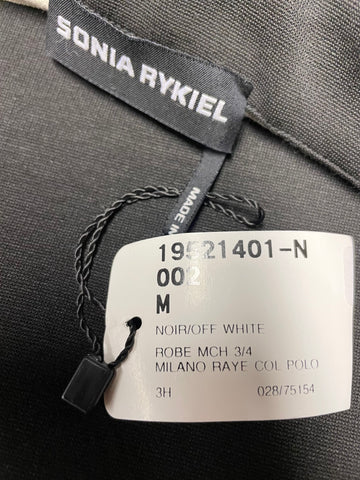 SONIA RYKIEL
MADE IN
19521401-N
002
M
NOIR/OFF WHITE
ROBE MCH 3/4
MILANO RAYE COL POLO
3H 028/75154